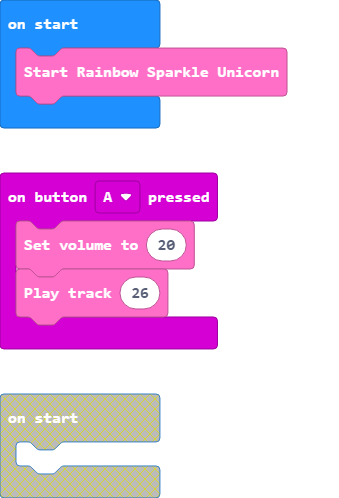 on start
Start Rainbow Sparkle Unicorn
on button A pressed
Set volume to 20
Play track 26
on start